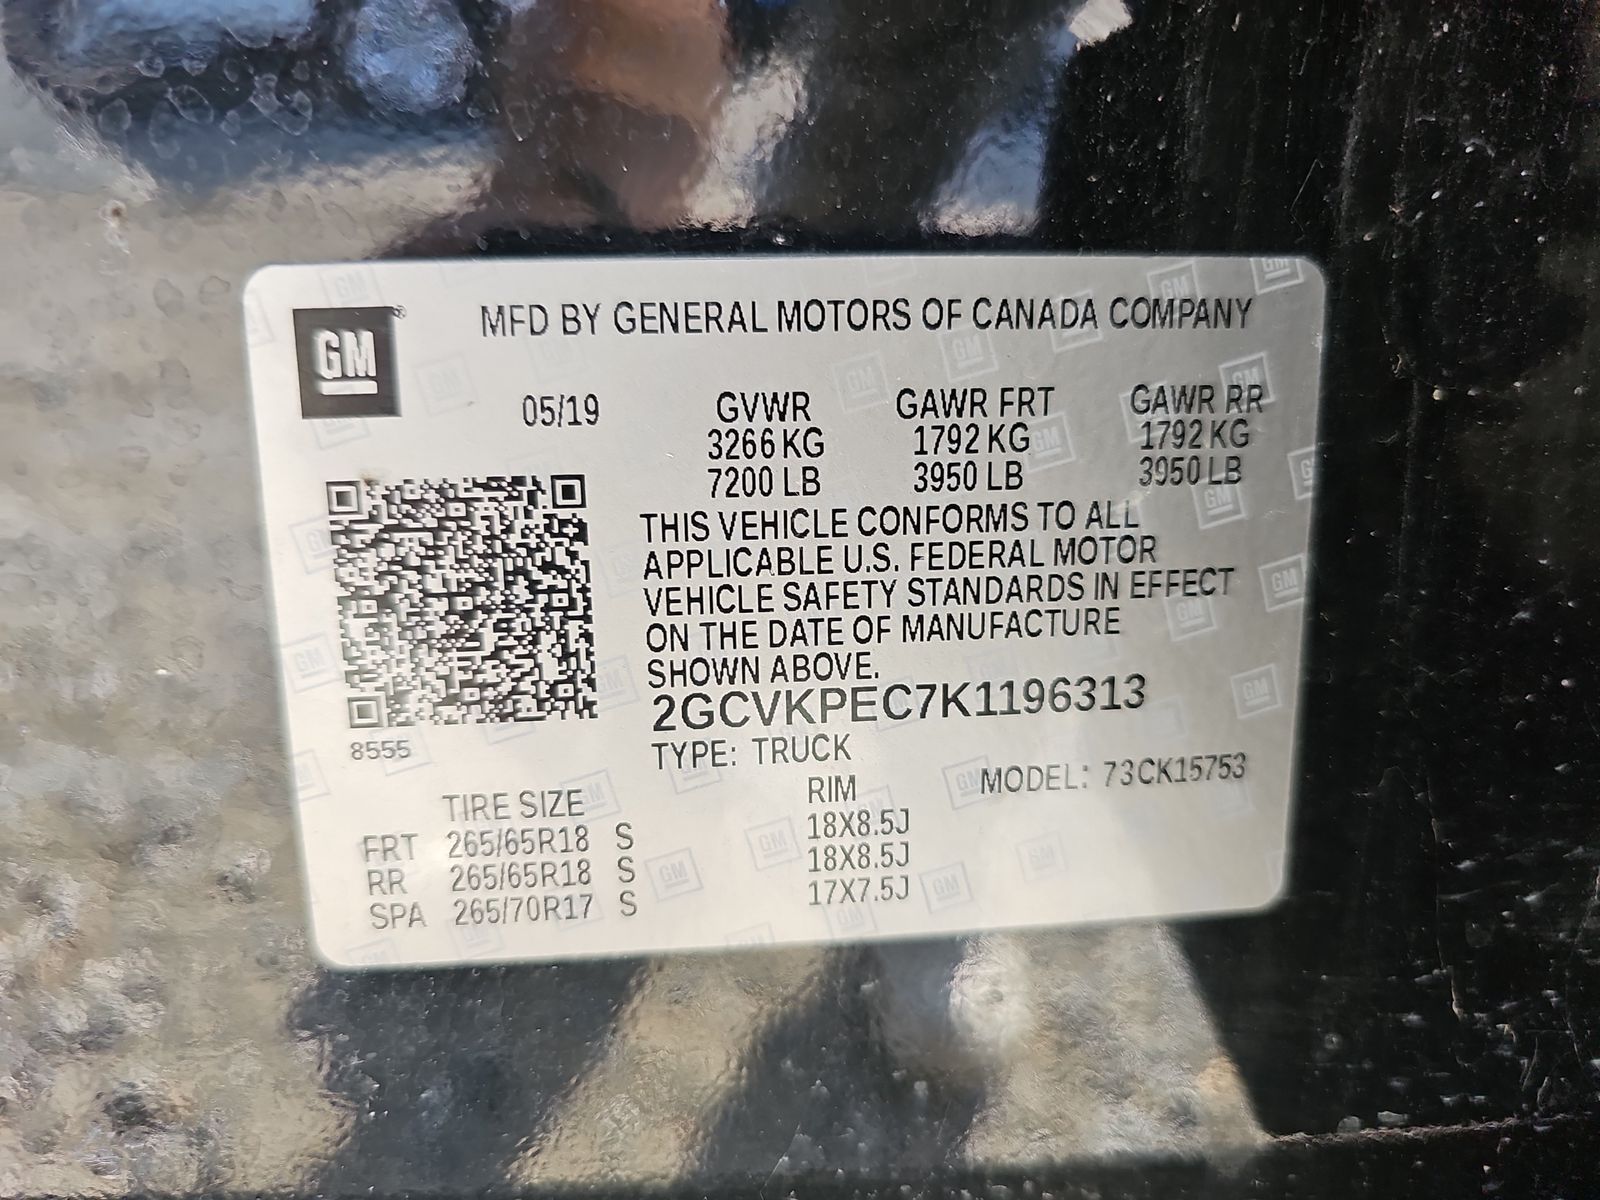 GM®
MFD BY GENERAL MOTORS OF CANADA COMPANY
05/19 GVWR GAWR FRT GAWR RR
3266 KG 1792 KG 1792 KG
7200 LB 3950 LB 3950 LB
THIS VEHICLE CONFORMS TO ALL
APPLICABLE U.S. FEDERAL MOTOR
VEHICLE SAFETY STANDARDS IN EFFECT
ON THE DATE OF MANUFACTURE
SHOWN ABOVE.
2GCVKPEC7K1196313
8555
TYPE: TRUCK
MODEL: 73CK15753
TIRE SIZE RIM
FRT 265/65R18 S 18X8.5J
RR 265/65R18 S 18X8.5J
SPA 265/70R17 S 17X7.5J